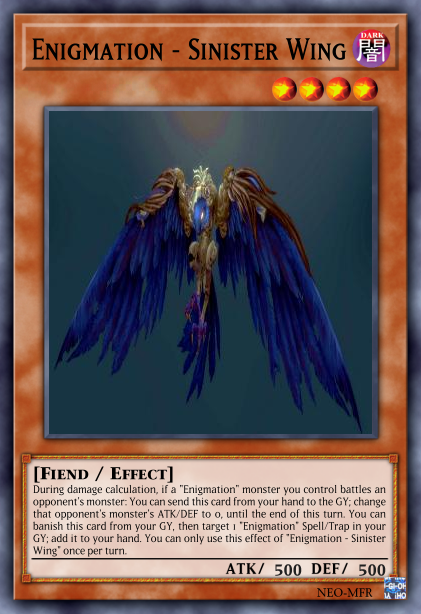 Enigmation - Sinister Wing
DARK
闇
[Fiend / Effect]
During damage calculation, if a "Enigmation" monster you control battles an
opponent's monster: You can send this card from your hand to the GY; change
that opponent's monster's ATK/DEF to 0, until the end of this turn. You can
banish this card from your GY, then target 1 "Enigmation" Spell/Trap in your
GY; add it to your hand. You can only use this effect of "Enigmation - Sinister
Wing" once per turn.
ATK/ 500 DEF/ 500
NEO-MFR